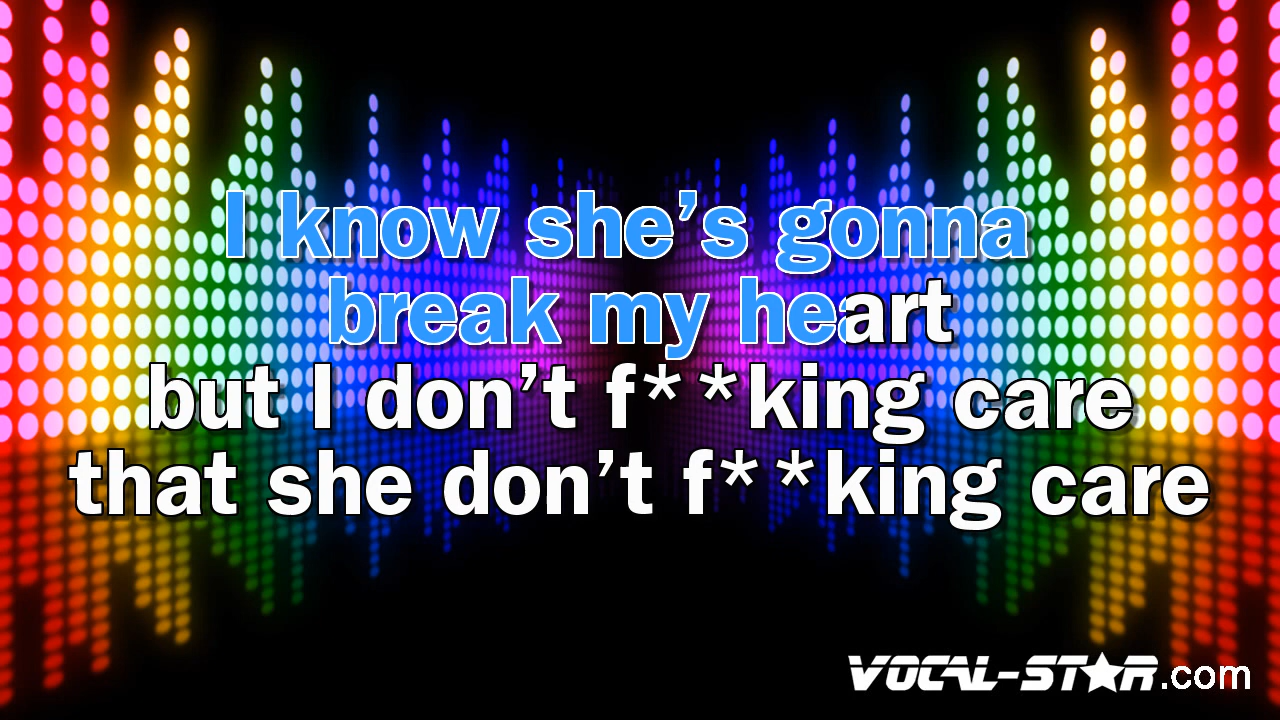 I know she’s gonna
break my heart
but I don’t f**king care
that she don’t f**king care
VOCAL-STAR.com